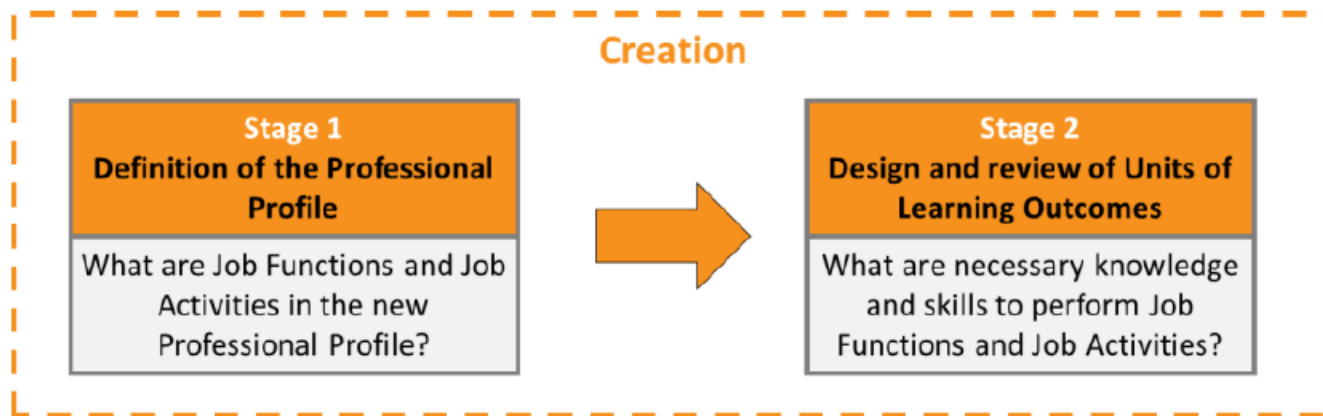 Creation
Stage 1
Definition of the Professional
Profile
What are Job Functions and Job
Activities in the new
Professional Profile?
Stage 2
Design and review of Units of
Learning Outcomes
What are necessary knowledge
and skills to perform Job
Functions and Job Activities?